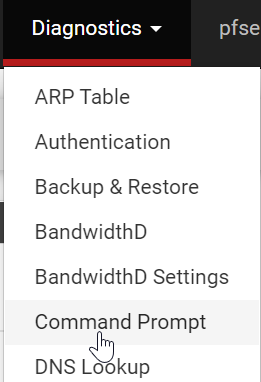 Diagnostics pfse
ARP Table
Authentication
Backup & Restore
BandwidthD
BandwidthD Settings
Command Prompt
DNS Lookup